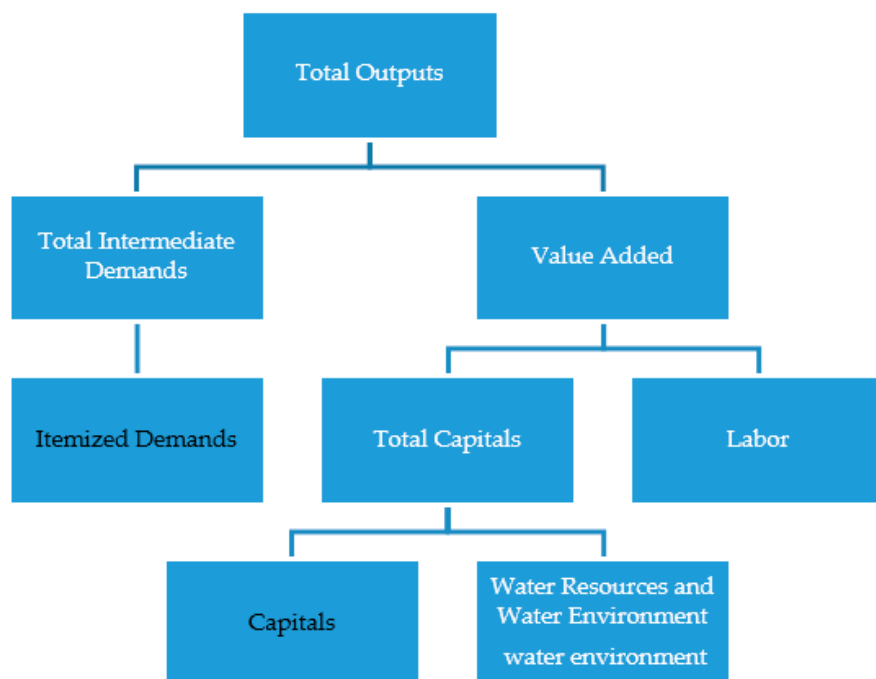 Total Outputs
Total Intermediate
Demands
Value Added
Itemized Demands
Total Capitals
Labor
Capitals
Water Resources and
Water Environment
water environment